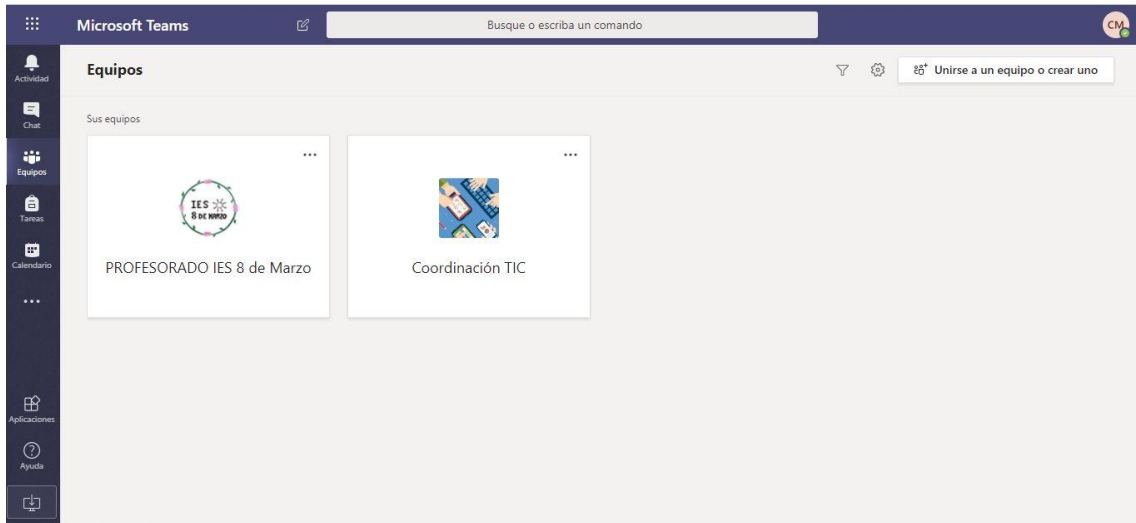 Microsoft Teams
Busque o escriba un comando
CM
Actividad
Chat
Equipos
Tareas
Calendario
Aplicaciones
Ayuda
Equipos
Unirse a un equipo o crear uno
Sus equipos
IES
8 DE MARZO
PROFESORADO IES 8 de Marzo
Coordinación TIC